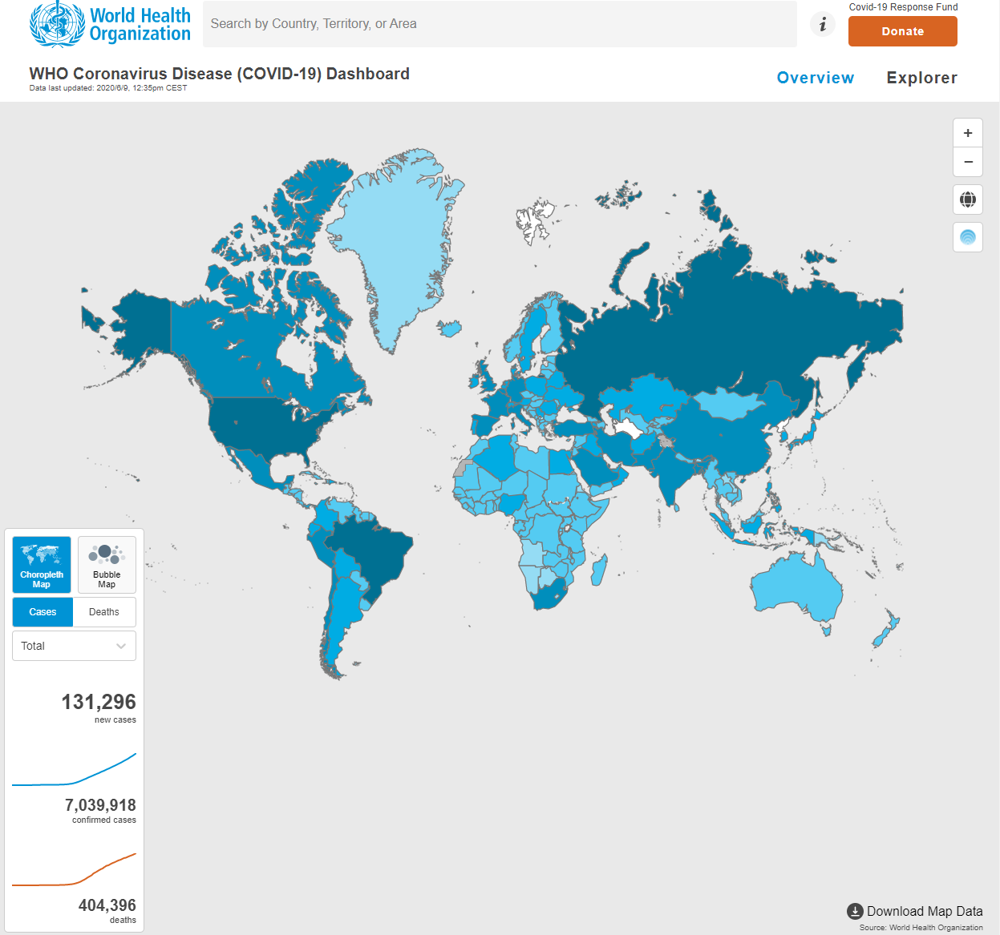 World Health
Organization
Search by Country, Territory, or Area
i
Covid-19 Response Fund
Donate
WHO Coronavirus Disease (COVID-19) Dashboard
Data last updated: 2020/6/9, 12:35pm CEST
Overview
Explorer
+
−
Choropleth
Map
Bubble
Map
Cases
Deaths
Total
131,296
new cases
7,039,918
confirmed cases
404,396
deaths
Download Map Data
Source: World Health Organization